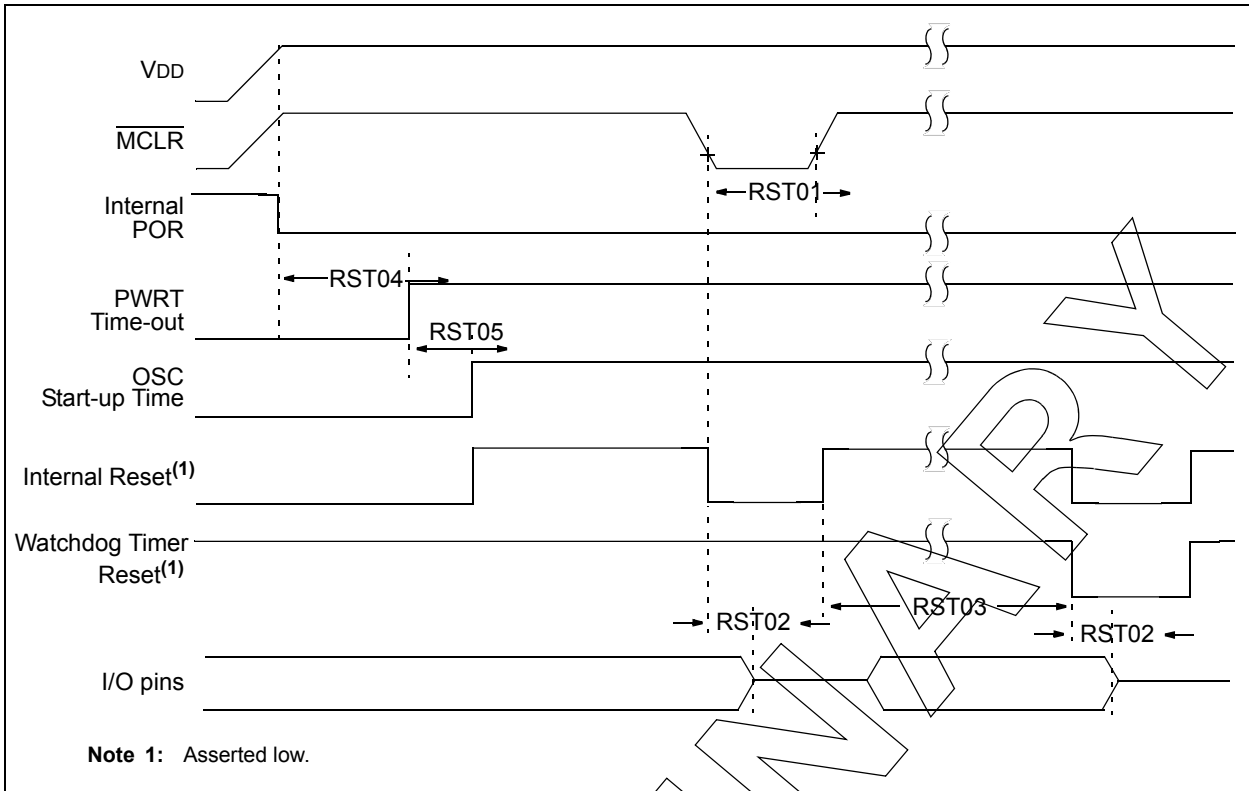 VDD
MCLR
Internal
POR
RST01
RST04
PWRT
Time-out
RST05
OSC
Start-up Time
Internal Reset(1)
Watchdog Timer
Reset(1)
RST02
RST03
RST02
I/O pins
Note 1: Asserted low.
N A R Y